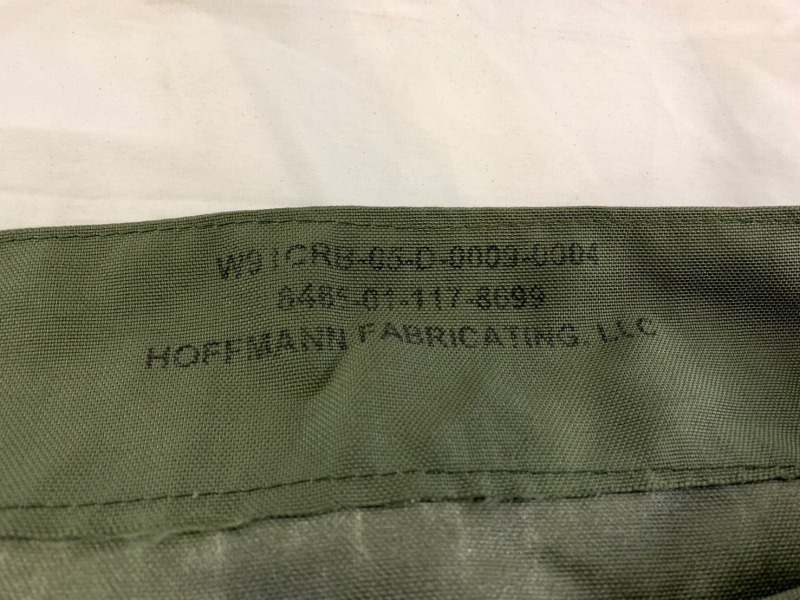 W91CRB-05-D-0009-0004
8465-01-117-8699
HOFFMANN FABRICATING, LLC